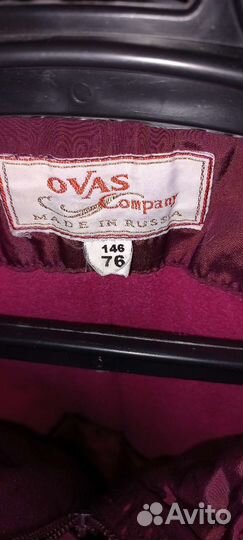 OVAS
Company
MADE IN RUSSIA
146
76
Avito